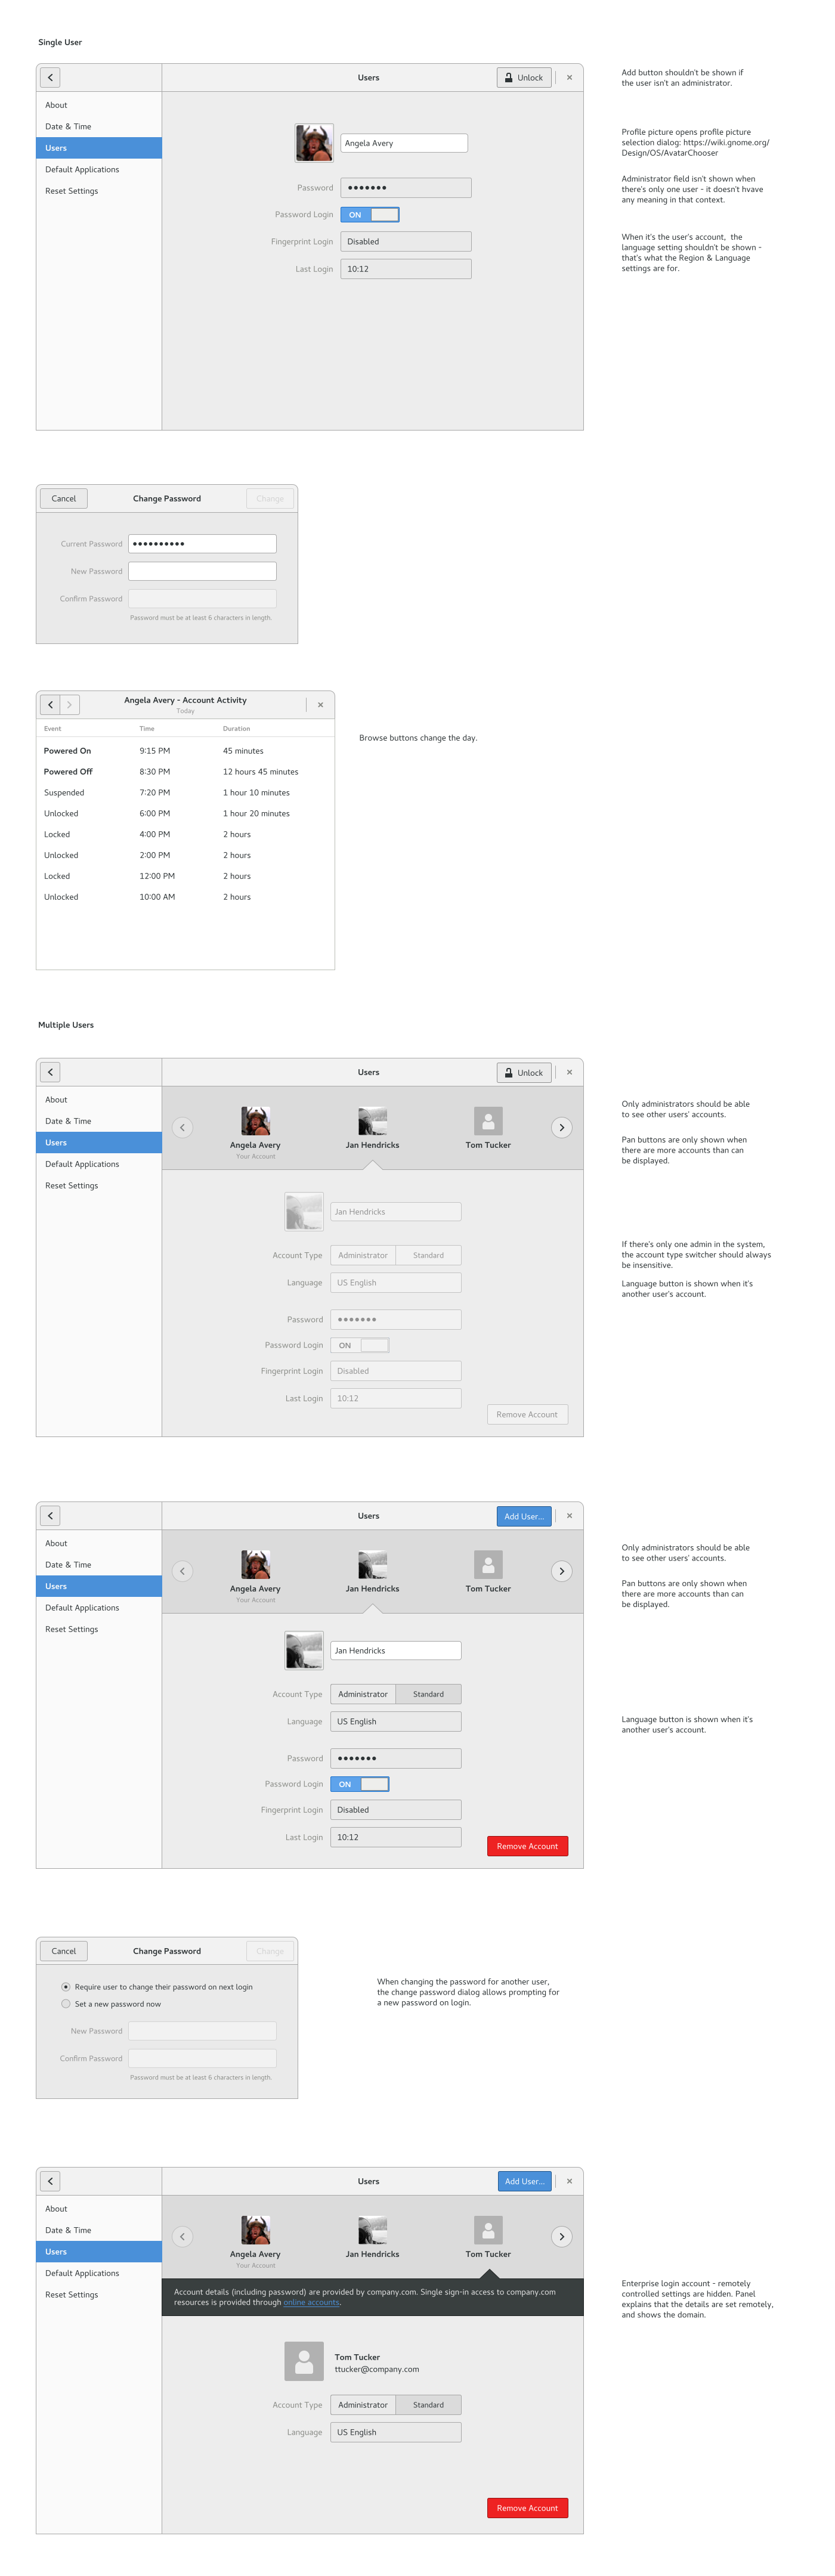 Single User
Users
Unlock
About
Date & Time
Users
Default Applications
Reset Settings
Angela Avery
Password
●●●●●●●
Password Login
ON
Fingerprint Login
Disabled
Last Login
10:12
Add button shouldn't be shown if
the user isn't an administrator.
Profile picture opens profile picture
selection dialog: https://wiki.gnome.org/
Design/OS/AvatarChooser
Administrator field isn't shown when
there's only one user - it doesn't hvave
any meaning in that context.
When it's the user's account,  the
language setting shouldn't be shown -
that's what the Region & Language
settings are for.
Cancel
Change Password
Change
Current Password
●●●●●●●●●●
New Password
Confirm Password
Password must be at least 6 characters in length.
Angela Avery - Account Activity
Today
Event Time Duration
Powered On 9:15 PM 45 minutes
Powered Off 8:30 PM 12 hours 45 minutes
Suspended 7:20 PM 1 hour 10 minutes
Unlocked 6:00 PM 1 hour 20 minutes
Locked 4:00 PM 2 hours
Unlocked 2:00 PM 2 hours
Locked 12:00 PM 2 hours
Unlocked 10:00 AM 2 hours
Browse buttons change the day.
Multiple Users
Users
Unlock
About
Date & Time
Users
Default Applications
Reset Settings
Angela Avery
Your Account
Jan Hendricks
Tom Tucker
Jan Hendricks
Account Type
Administrator
Standard
Language
US English
Password
●●●●●●●
Password Login
ON
Fingerprint Login
Disabled
Last Login
10:12
Remove Account
Only administrators should be able
to see other users' accounts.
Pan buttons are only shown when
there are more accounts than can
be displayed.
If there's only one admin in the system,
the account type switcher should always
be insensitive.
Language button is shown when it's
another user's account.
Users
Add User...
About
Date & Time
Users
Default Applications
Reset Settings
Angela Avery
Your Account
Jan Hendricks
Tom Tucker
Jan Hendricks
Account Type
Administrator
Standard
Language
US English
Password
●●●●●●●
Password Login
ON
Fingerprint Login
Disabled
Last Login
10:12
Remove Account
Only administrators should be able
to see other users' accounts.
Pan buttons are only shown when
there are more accounts than can
be displayed.
Language button is shown when it's
another user's account.
Cancel
Change Password
Change
Require user to change their password on next login
Set a new password now
New Password
Confirm Password
Password must be at least 6 characters in length.
When changing the password for another user,
the change password dialog allows prompting for
a new password on login.
Users
Add User...
About
Date & Time
Users
Default Applications
Reset Settings
Angela Avery
Your Account
Jan Hendricks
Tom Tucker
Account details (including password) are provided by company.com. Single sign-in access to company.com
resources is provided through online accounts.
Tom Tucker
ttucker@company.com
Account Type
Administrator
Standard
Language
US English
Remove Account
Enterprise login account - remotely
controlled settings are hidden. Panel
explains that the details are set remotely,
and shows the domain.